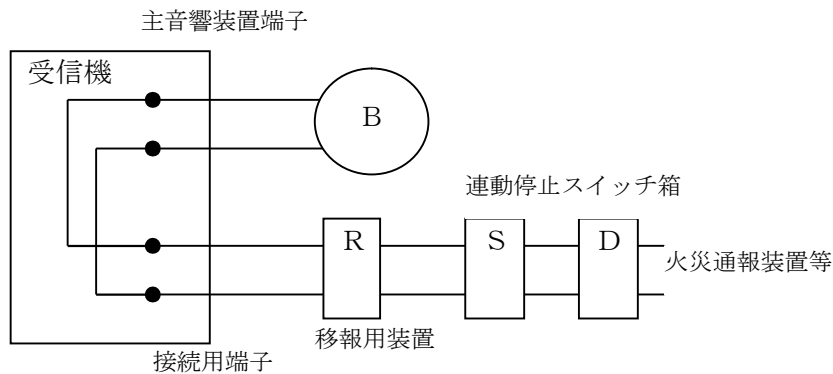 主音響装置端子
受信機
B
連動停止スイッチ箱
R
S
D
火災通報装置等
移報用装置
接続用端子